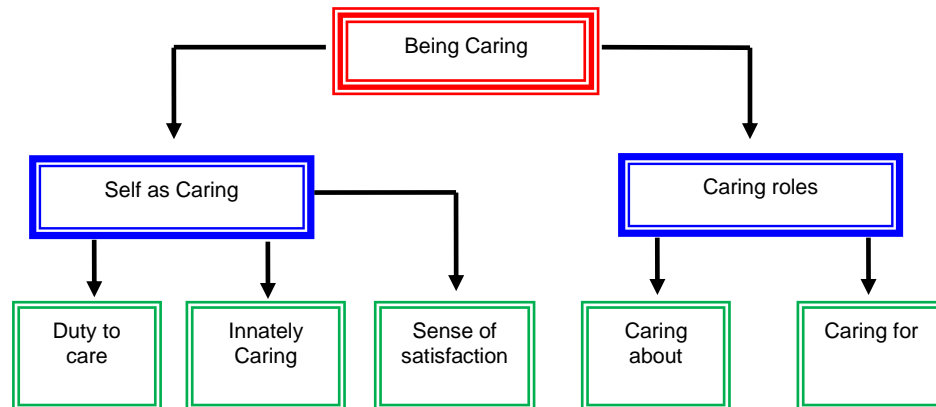 Being Caring
Self as Caring
Caring roles
Duty to
care
Innately
Caring
Sense of
satisfaction
Caring
about
Caring for